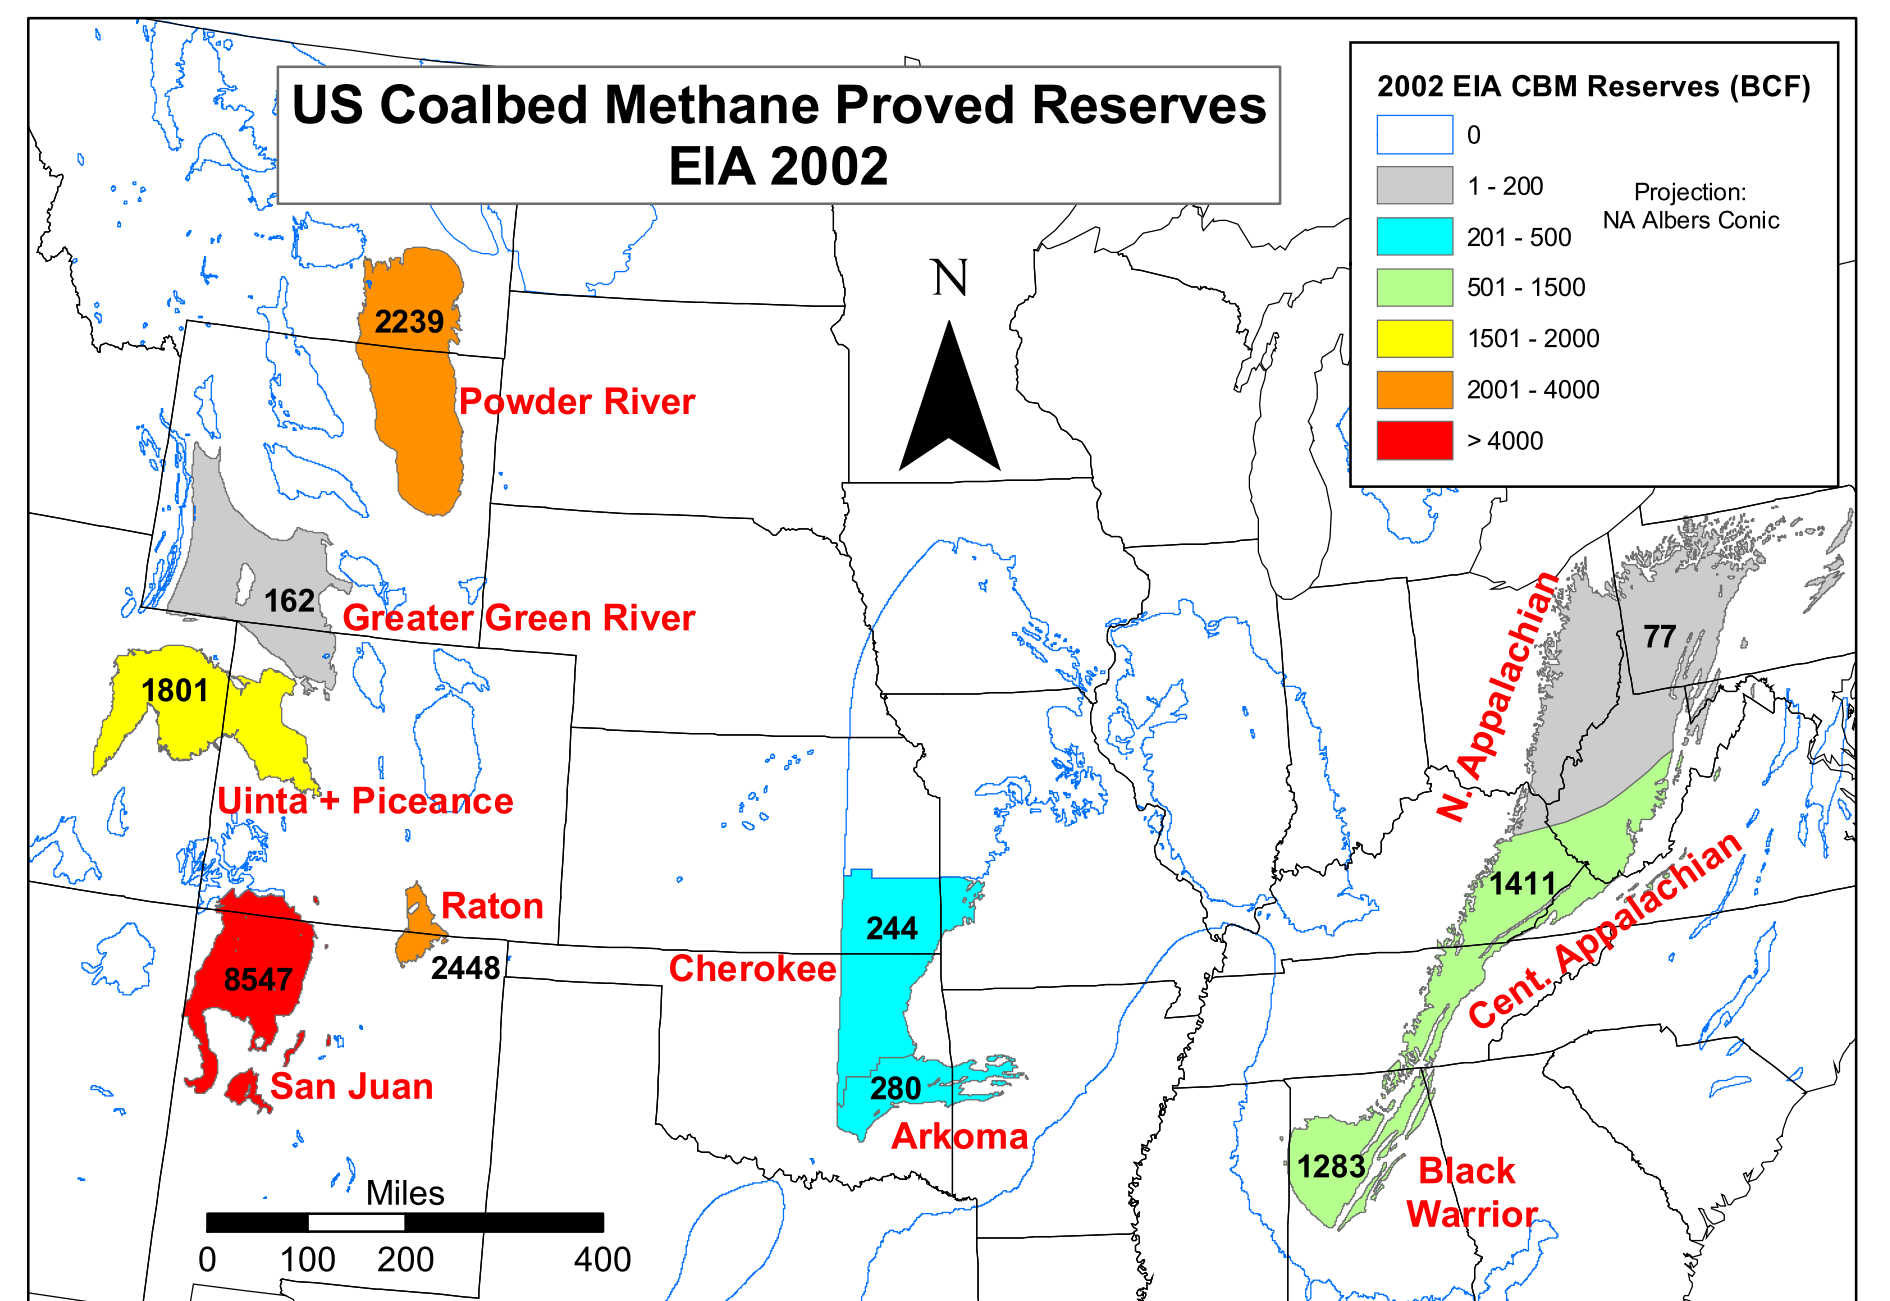 US Coalbed Methane Proved Reserves
EIA 2002
2002 EIA CBM Reserves (BCF)
0
1 - 200
201 - 500
501 - 1500
1501 - 2000
2001 - 4000
> 4000
Projection:
NA Albers Conic
N
2239
Powder River
162
Greater Green River
1801
Uinta + Piceance
Raton
2448
8547
San Juan
244
Cherokee
280
Arkoma
N. Appalachian
77
1411
Cent. Appalachian
1283
Black
Warrior
Miles
0 100 200 400